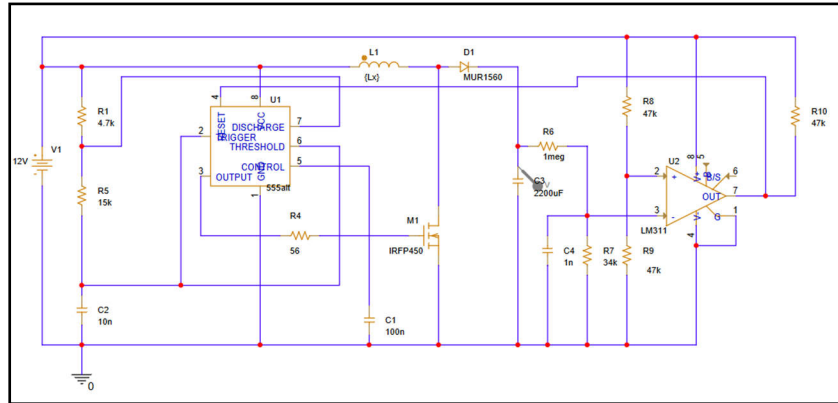 L1
{Lx}
D1
MUR1560
R1
4.7k
V1
12V
R5
15k
C2
10n
0
U1
4
8
RESET
VCC
DISCHARGE
7
2
TRIGGER
THRESHOLD
6
CONTROL
5
3
OUTPUT
GND
555alt
1
R4
56
M1
IRFP450
C1
100n
R6
1meg
C3
2200uF
V
C4
1n
R7
34k
R8
47k
R9
47k
R10
47k
U2
8
5
V+
B
B/S
6
2
+
OUT
7
3
-
G
1
V-
4
LM311